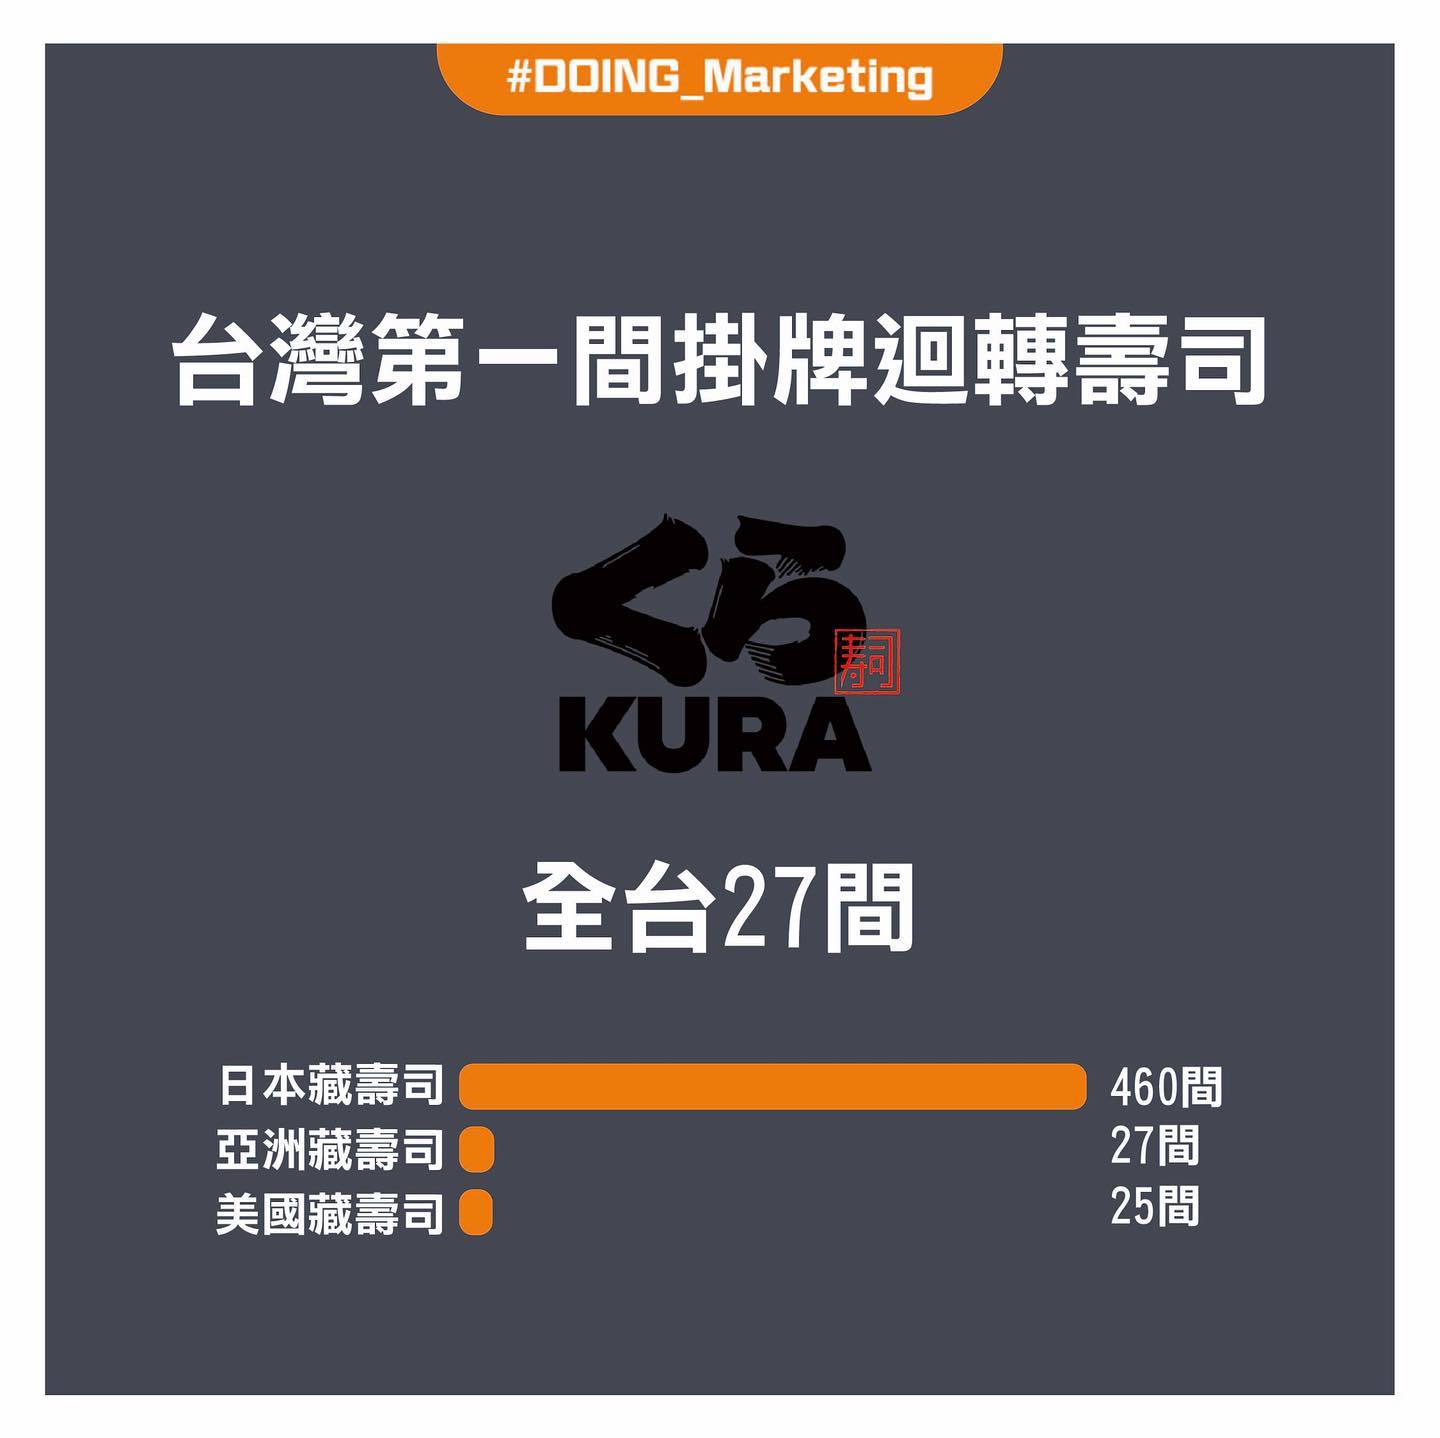 #DOING_Marketing
台灣第一間掛牌迴轉壽司
くら
寿司
KURA
全台27間
日本藏壽司 460間
亞洲藏壽司 27間
美國藏壽司 25間